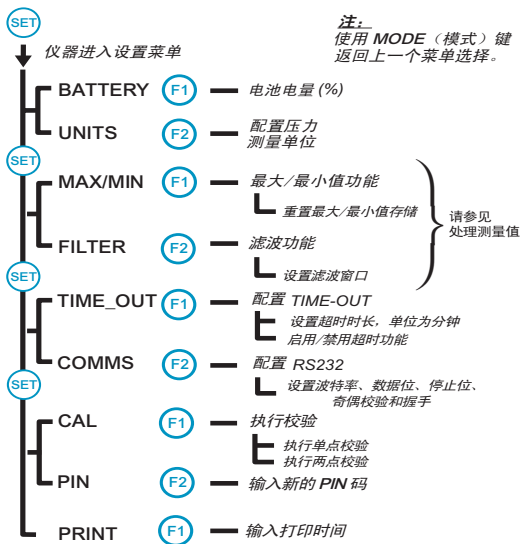 SET
注:
使用 MODE（模式）键
返回上一个菜单选择。
仪器进入设置菜单
BATTERY F1 电池电量 (%)
UNITS F2 配置压力
测量单位
SET
MAX/MIN F1 最大/最小值功能
重置最大/最小值存储
请参见
处理测量值
FILTER F2 滤波功能
设置滤波窗口
SET
TIME_OUT F1 配置 TIME-OUT
设置超时时长，单位为分钟
启用/禁用超时功能
COMMS F2 配置 RS232
设置波特率、数据位、停止位、
奇偶校验和握手
SET
CAL F1 执行校验
执行单点校验
执行两点校验
PIN F2 输入新的 PIN 码
PRINT F1 输入打印时间